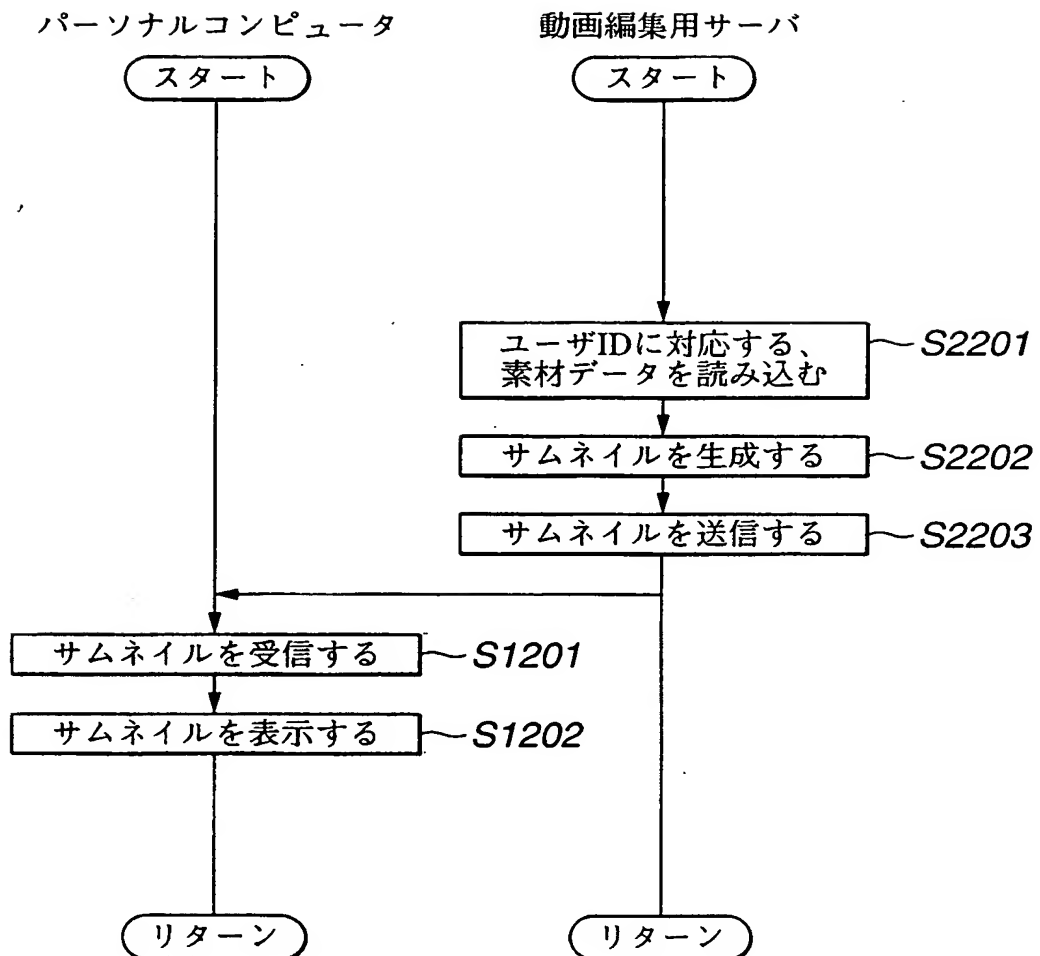 パーソナルコンピュータ
動画編集用サーバ
スタート
スタート
ユーザIDに対応する、
素材データを読み込む
S2201
サムネイルを生成する
S2202
サムネイルを送信する
S2203
サムネイルを受信する
S1201
サムネイルを表示する
S1202
リターン
リターン